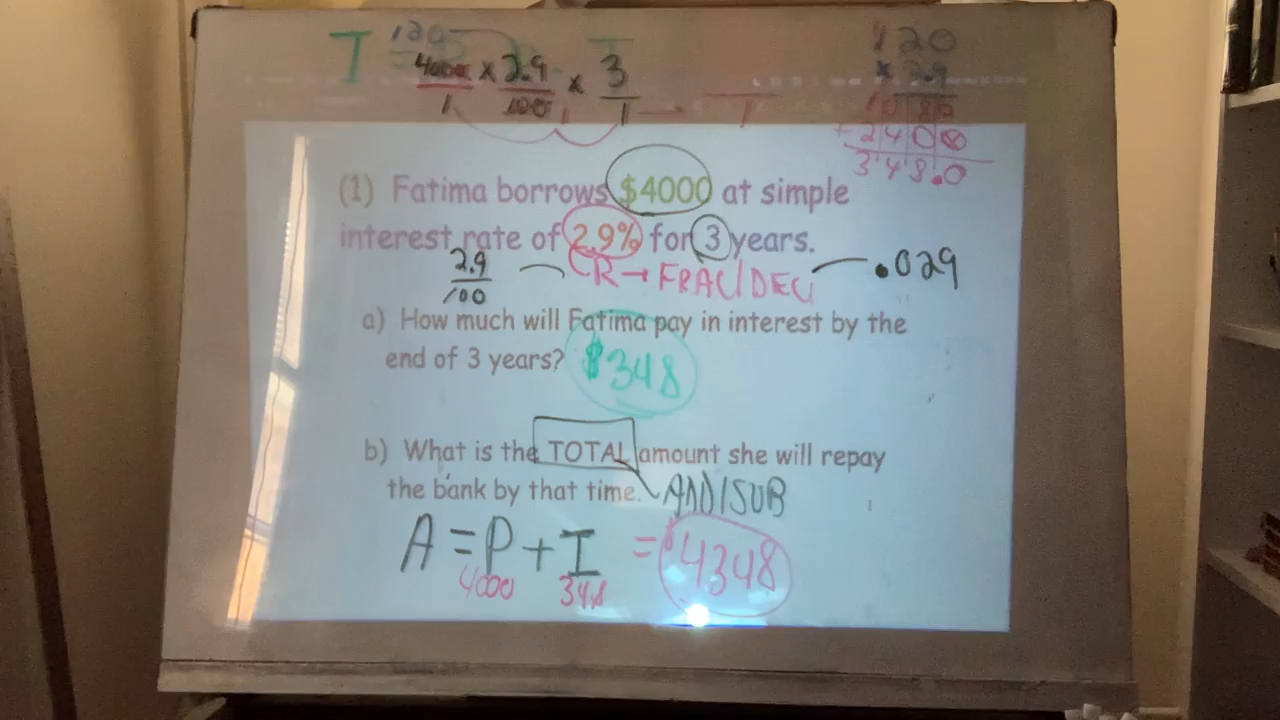 I = 120
4000/1 × 2.9/100 × 3/1
120
× 2.9
1080
+ 2400
348.0
(1) Fatima borrows $4000 at simple
interest rate of 2.9% for 3 years.
2.9/100 R → FRAC/DEC .029
a) How much will Fatima pay in interest by the
end of 3 years? $348
b) What is the TOTAL amount she will repay
the bank by that time. ADD/SUB
A = P + I = $4348
4000 348